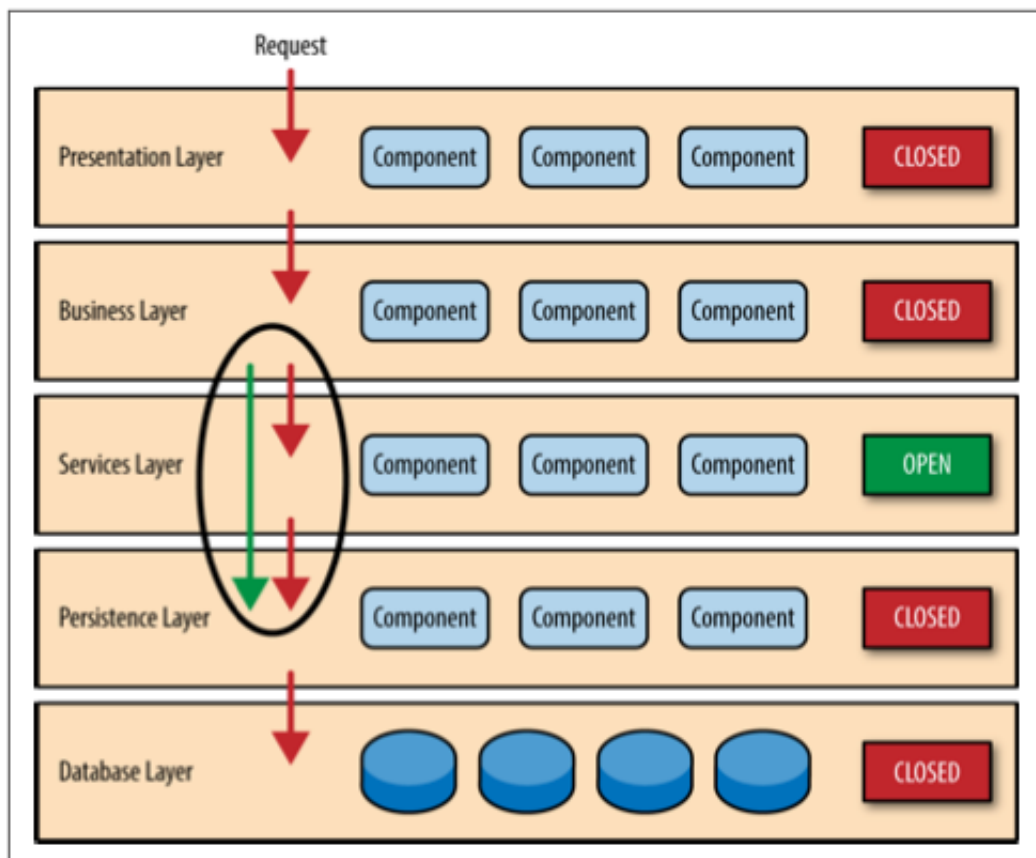 Request
Presentation Layer Component Component Component CLOSED
Business Layer Component Component Component CLOSED
Services Layer Component Component Component OPEN
Persistence Layer Component Component Component CLOSED
Database Layer CLOSED